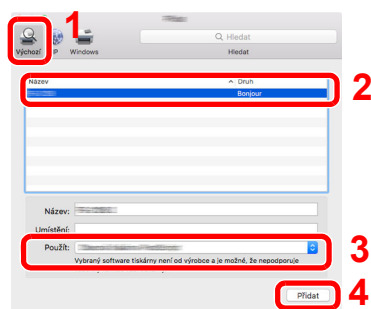 1
Hledat
Výchozí IP Windows Hledat
Název Druh
Bonjour
2
Název:
Umístění:
Použít:
Vybraný software tiskárny není od výrobce a je možné, že nepodporuje
3
Přidat
4